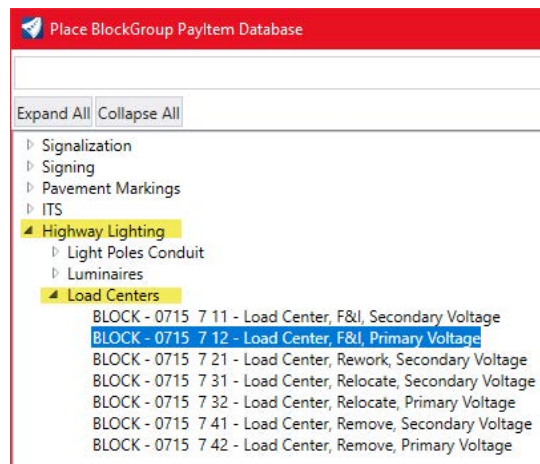 Place BlockGroup PayItem Database
Expand All Collapse All
Signalization
Signing
Pavement Markings
ITS
Highway Lighting
Light Poles Conduit
Luminaires
Load Centers
BLOCK - 0715 7 11 - Load Center, F&I, Secondary Voltage
BLOCK - 0715 7 12 - Load Center, F&I, Primary Voltage
BLOCK - 0715 7 21 - Load Center, Rework, Secondary Voltage
BLOCK - 0715 7 31 - Load Center, Relocate, Secondary Voltage
BLOCK - 0715 7 32 - Load Center, Relocate, Primary Voltage
BLOCK - 0715 7 41 - Load Center, Remove, Secondary Voltage
BLOCK - 0715 7 42 - Load Center, Remove, Primary Voltage